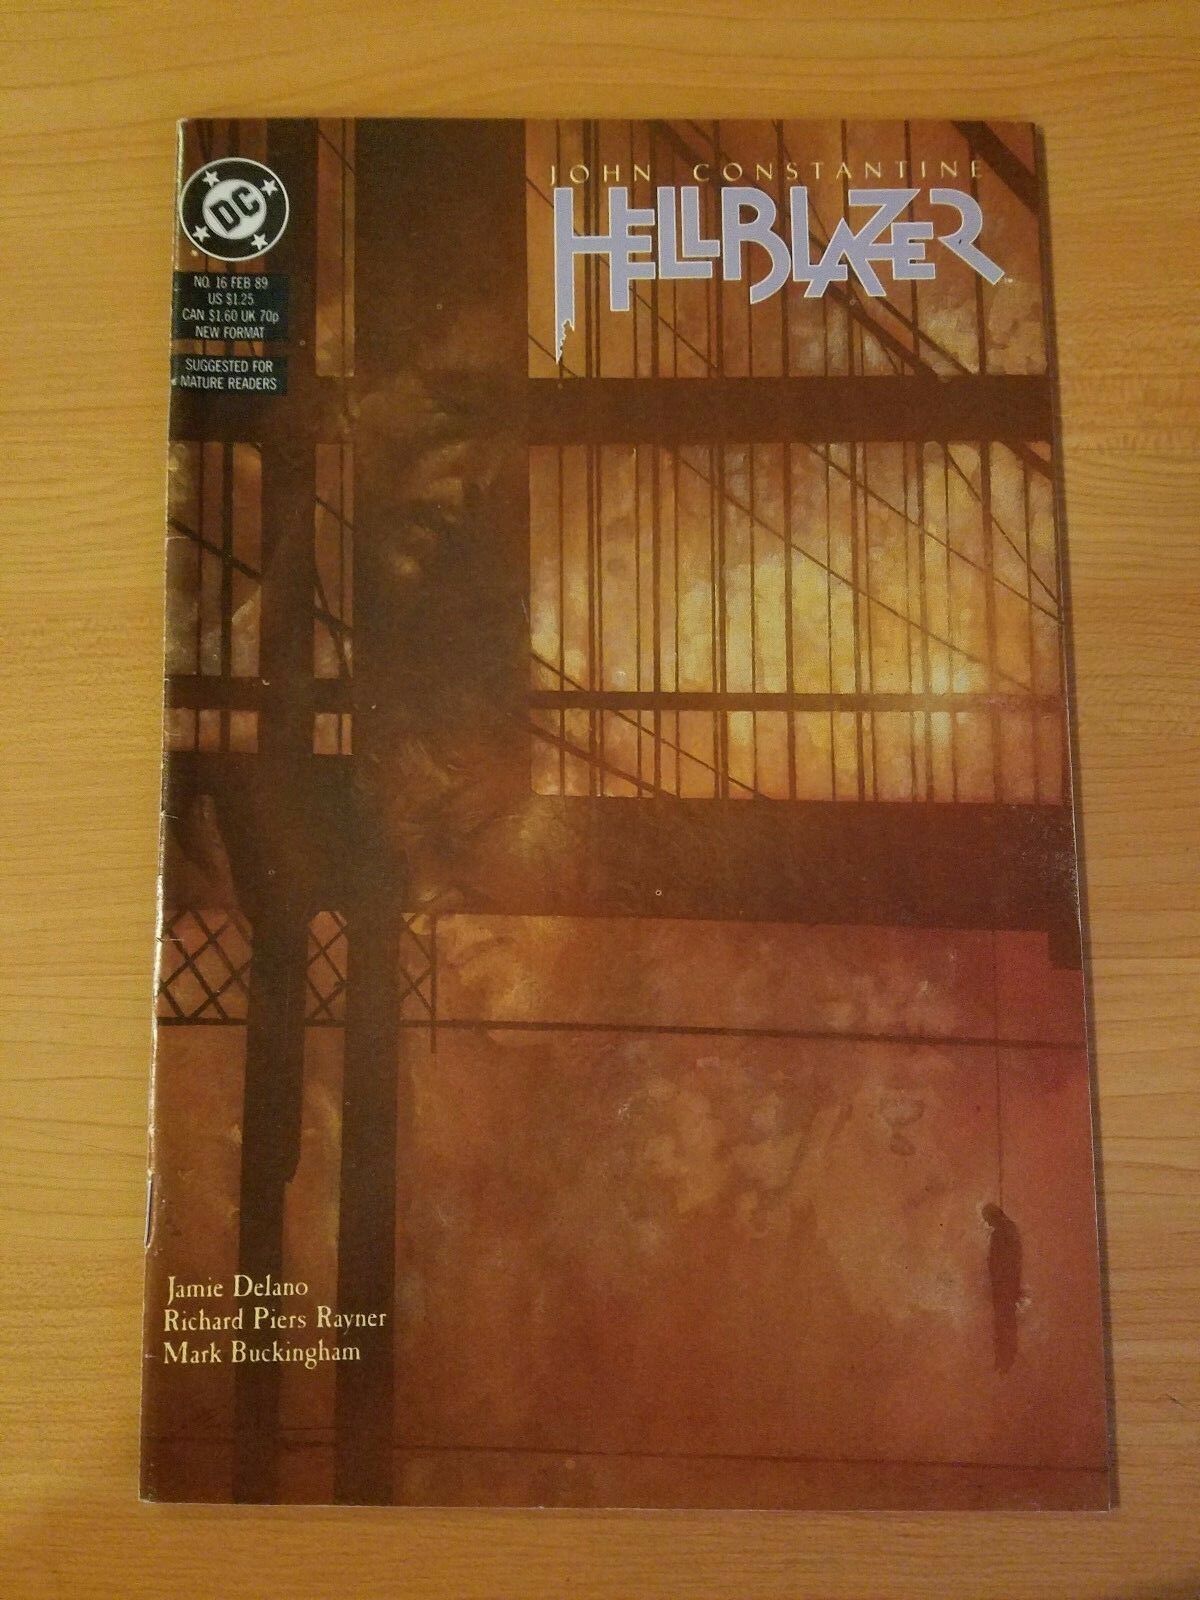 DC
NO. 16 FEB 89
US $1.25
CAN $1.60 UK 70p
NEW FORMAT
SUGGESTED FOR
MATURE READERS
JOHN CONSTANTINE
HELLBLAZER
TM
Jamie Delano
Richard Piers Rayner
Mark Buckingham